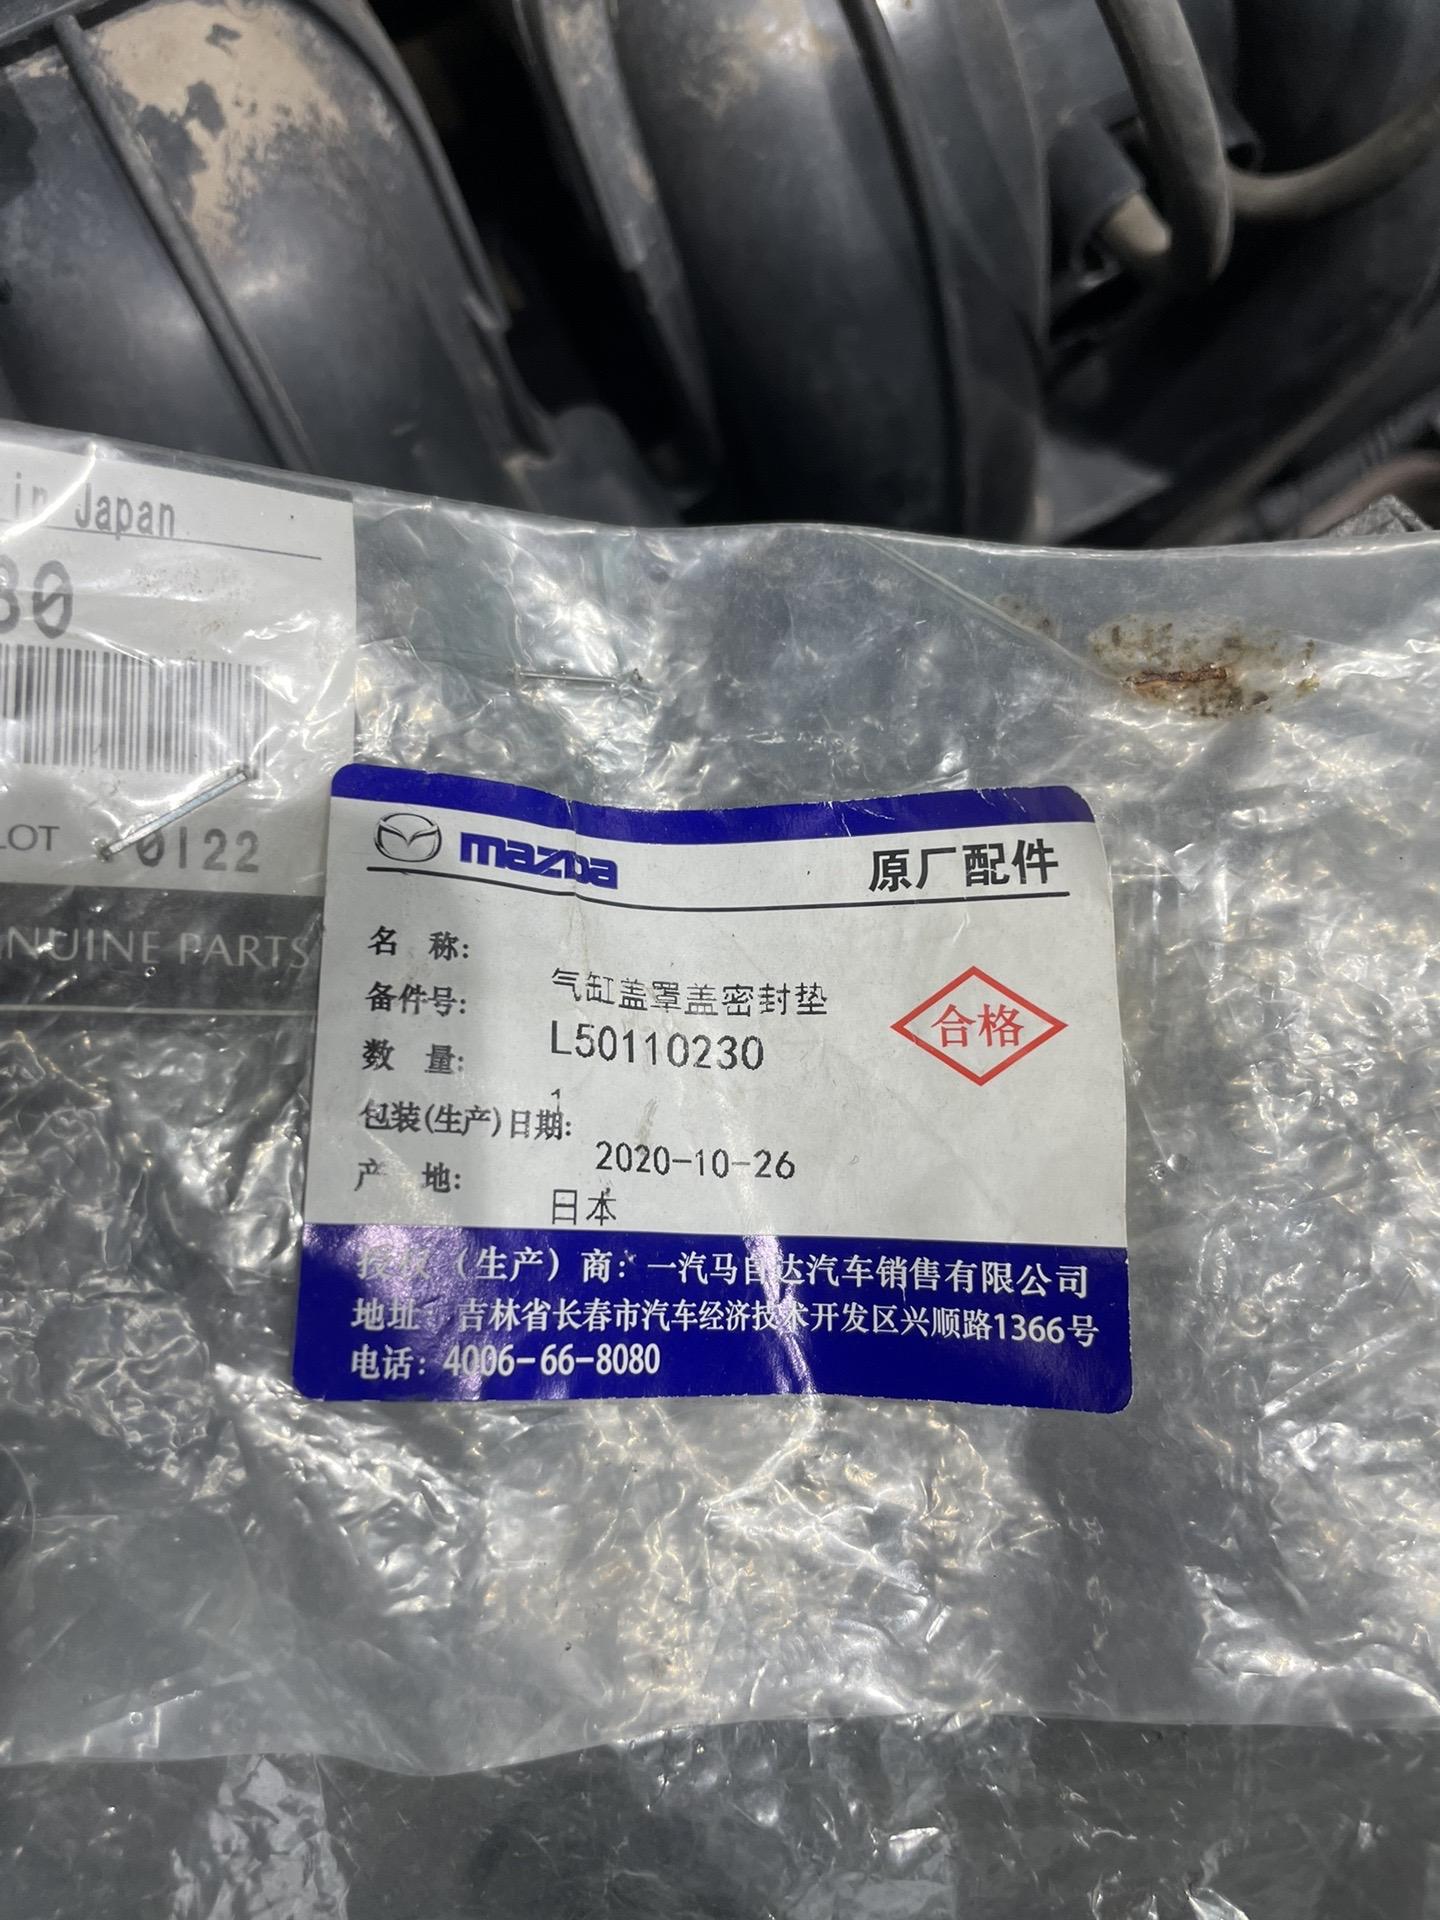 in Japan
30
LOT 0122
NUINE PARTS
mazda 原厂配件
名 称: 气缸盖罩盖密封垫
备件号: L50110230
数 量: 1
合格
包装(生产)日期: 2020-10-26
产 地: 日本
授权(生产)商: 一汽马自达汽车销售有限公司
地址 吉林省长春市汽车经济技术开发区兴顺路1366号
电话: 4006-66-8080